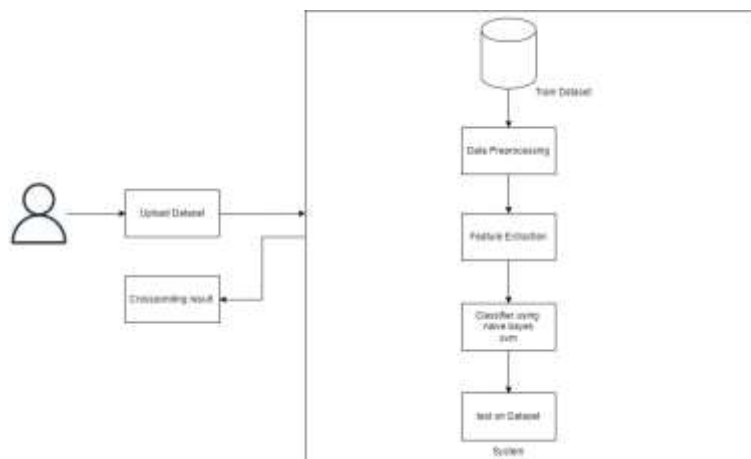 Train Dataset
Data Preprocessing
Upload Dataset
Feature Extraction
Crossponding result
Classifier using
naive bayes
svm
test on Dataset
System